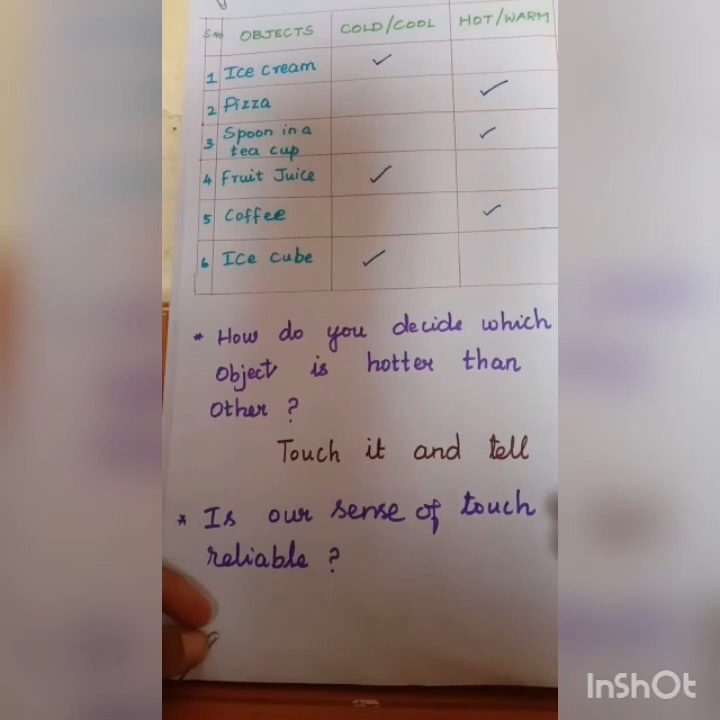 S.no OBJECTS COLD/COOL HOT/WARM
1 Ice cream ✓
2 Pizza ✓
3 Spoon in a
tea cup ✓
4 Fruit Juice ✓
5 Coffee ✓
6 Ice cube ✓
* How do you decide which
object is hotter than
other ?
Touch it and tell
* Is our sense of touch
reliable ?
InShOt